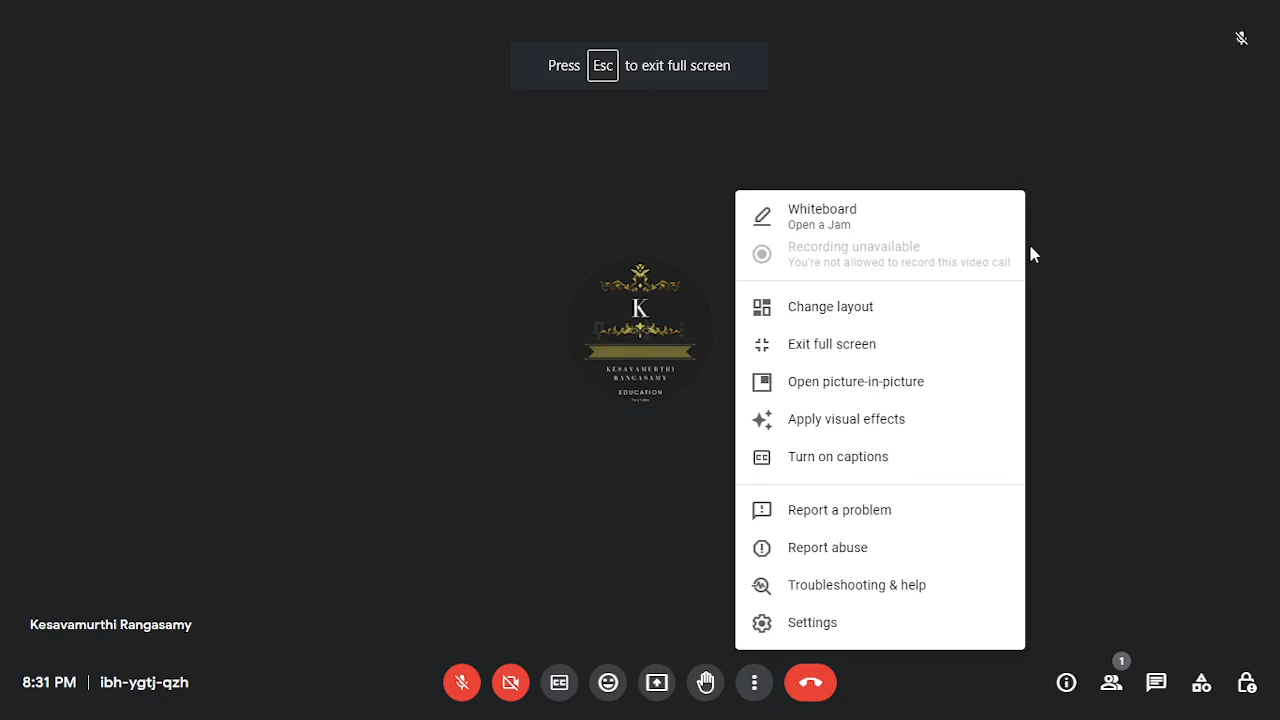 Press Esc to exit full screen
Whiteboard
Open a Jam
Recording unavailable
You're not allowed to record this video call
K
KESAVAMURTHI
RANGASAMY
EDUCATION
Change layout
Exit full screen
Open picture-in-picture
Apply visual effects
Turn on captions
Report a problem
Report abuse
Troubleshooting & help
Settings
Kesavamurthi Rangasamy
8:31 PM | ibh-ygtj-qzh
1